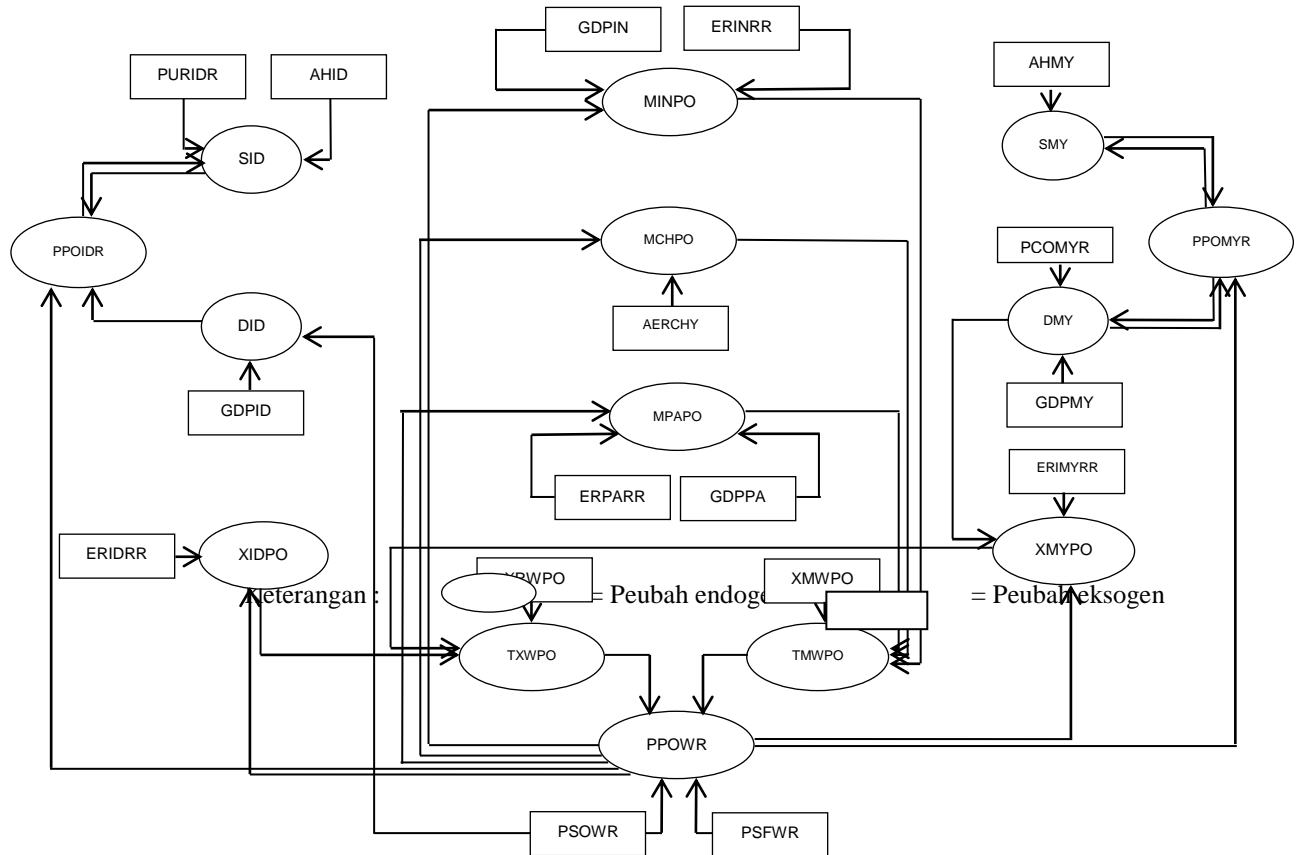 GDPIN ERINRR
PURIDR AHID AHMY
MINPO
SID SMY
MCHPO
PPOIDR PPOMYR
PCOMYR
DID AERCHY DMY
GDPID MPAPO GDPMY
ERPARR GDPPA ERIMYRR
ERIDRR XIDPO XMYPO
XMWPO
Keterangan : = Peubah = Peubah eksogen
TXWPO TMWPO
PPOWR
PSOWR PSFWR